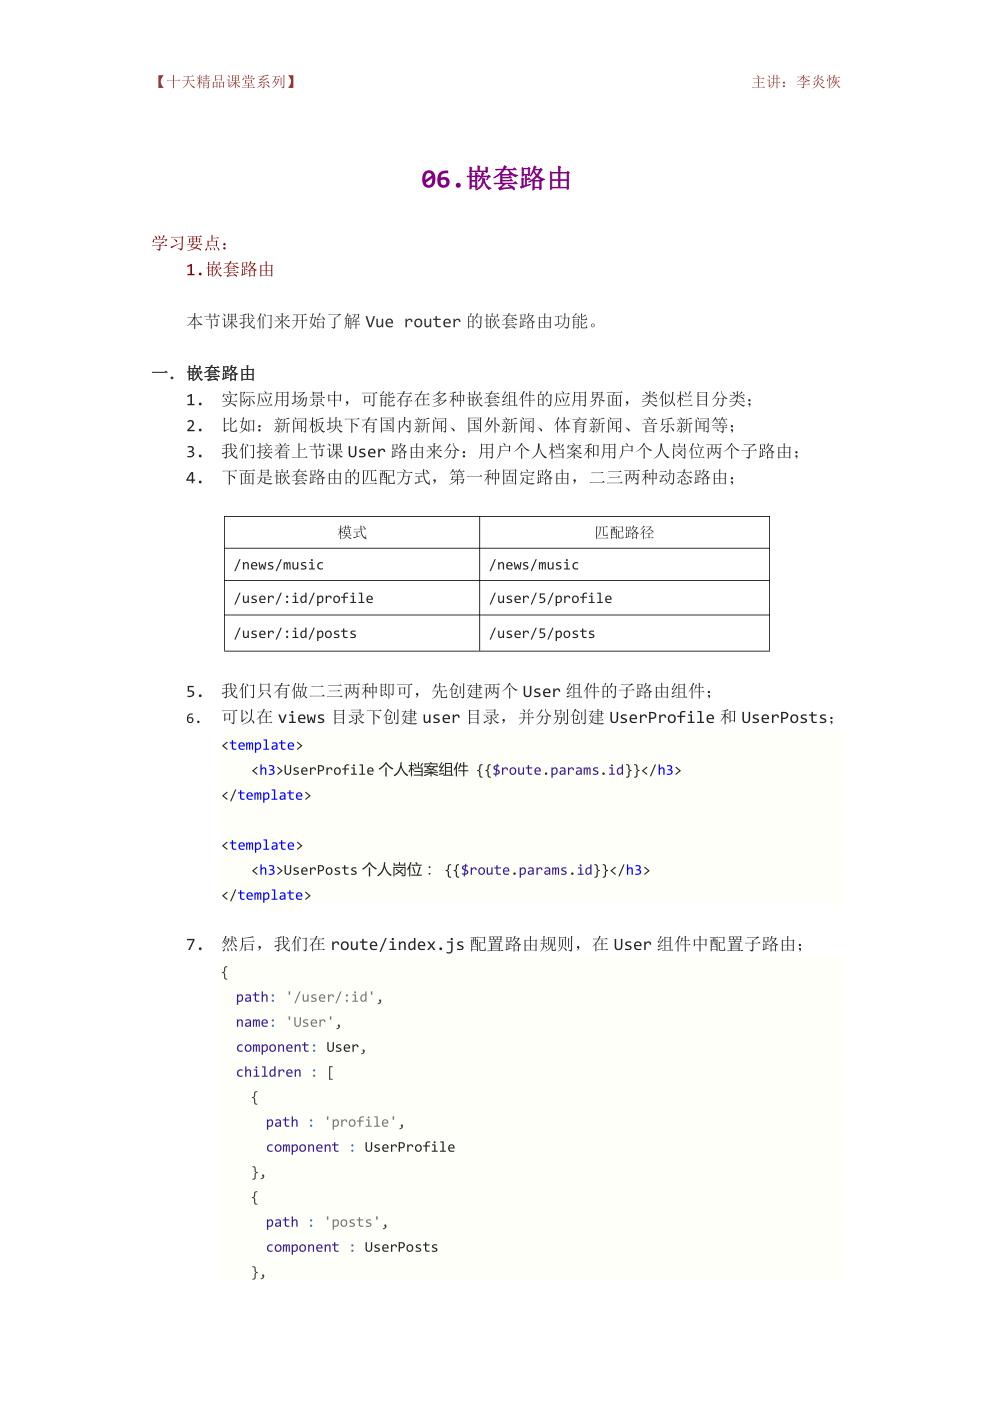 【十天精品课堂系列】 主讲：李炎恢
06.嵌套路由
学习要点：
1.嵌套路由
本节课我们来开始了解 Vue router 的嵌套路由功能。
一．嵌套路由
1. 实际应用场景中，可能存在多种嵌套组件的应用界面，类似栏目分类；
2. 比如：新闻板块下有国内新闻、国外新闻、体育新闻、音乐新闻等；
3. 我们接着上节课 User 路由来分：用户个人档案和用户个人岗位两个子路由；
4. 下面是嵌套路由的匹配方式，第一种固定路由，二三两种动态路由；
模式 匹配路径
/news/music /news/music
/user/:id/profile /user/5/profile
/user/:id/posts /user/5/posts
5. 我们只有做二三两种即可，先创建两个 User 组件的子路由组件；
6. 可以在 views 目录下创建 user 目录，并分别创建 UserProfile 和 UserPosts；
<template>
<h3>UserProfile 个人档案组件 {{$route.params.id}}</h3>
</template>
<template>
<h3>UserPosts 个人岗位： {{$route.params.id}}</h3>
</template>
7. 然后，我们在 route/index.js 配置路由规则，在 User 组件中配置子路由；
{
path: '/user/:id',
name: 'User',
component: User,
children : [
{
path : 'profile',
component : UserProfile
},
{
path : 'posts',
component : UserPosts
},